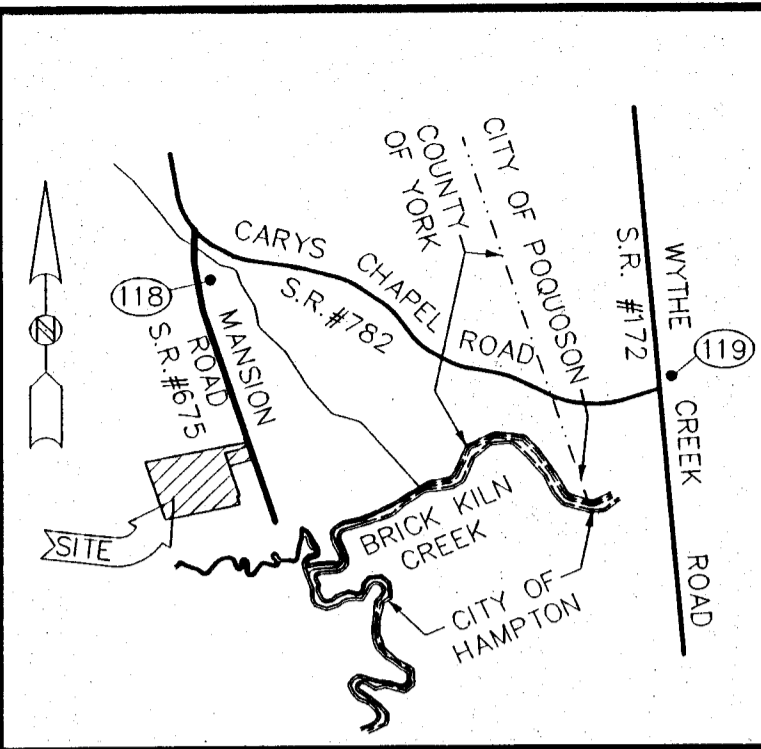 CITY OF POQUOSON
COUNTY
OF YORK
WYTHE CREEK ROAD
S.R. #172
119
CARYS CHAPEL ROAD
S.R. #782
118
MANSION
ROAD
S.R. #675
N
SITE
BRICK KILN
CREEK
CITY OF
HAMPTON